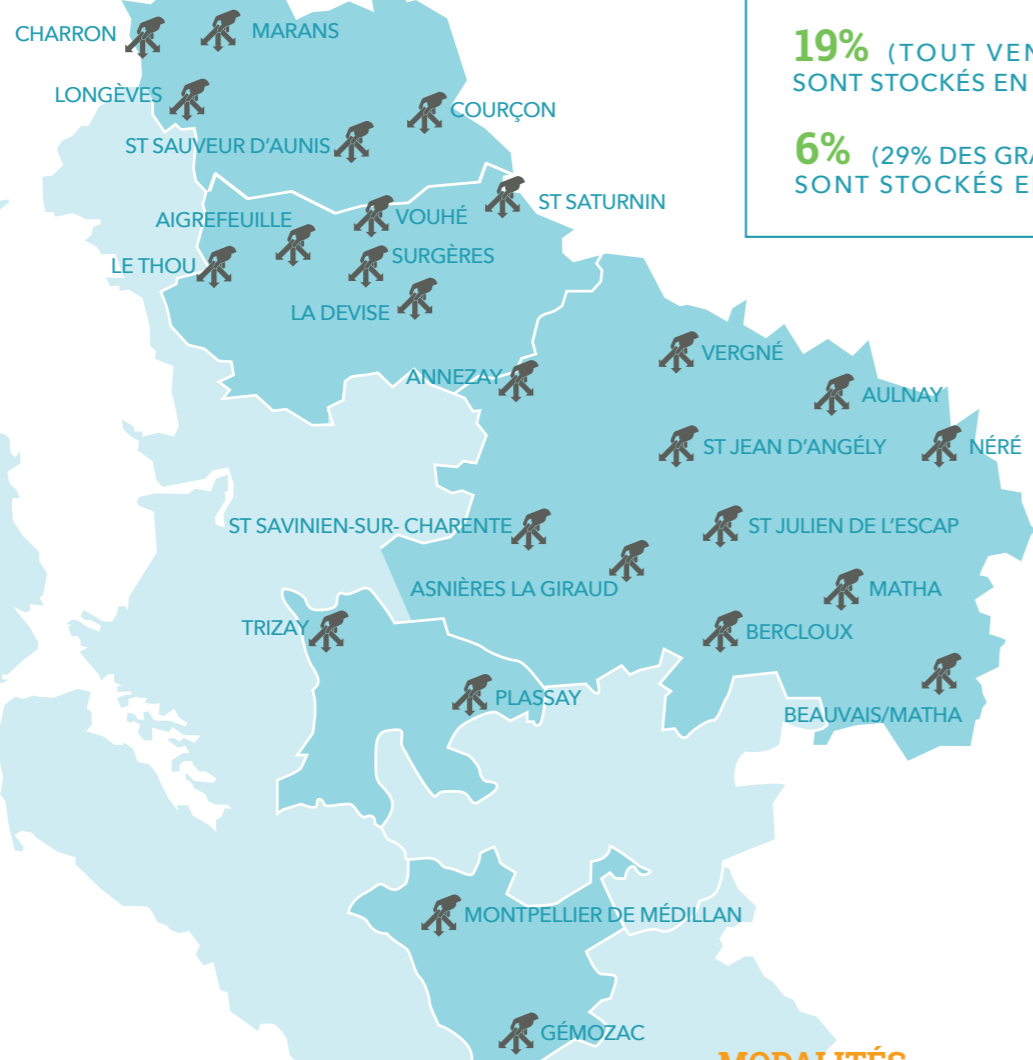 CHARRON
MARANS
LONGÈVES
COURÇON
ST SAUVEUR D'AUNIS
ST SATURNIN
AIGREFEUILLE
VOUHÉ
LE THOU
SURGÈRES
LA DEVISE
ANNEZAY
VERGNÉ
AULNAY
ST JEAN D'ANGÉLY
NÉRÉ
ST SAVINIEN-SUR- CHARENTE
ST JULIEN DE L'ESCAP
ASNIÈRES LA GIRAUD
MATHA
TRIZAY
BERCLOUX
PLASSAY
BEAUVAIS/MATHA
MONTPELLIER DE MÉDILLAN
GÉMOZAC
19% (TOUT VEN
SONT STOCKÉS EN
6% (29% DES GRA
SONT STOCKÉS E
MODALITÉS